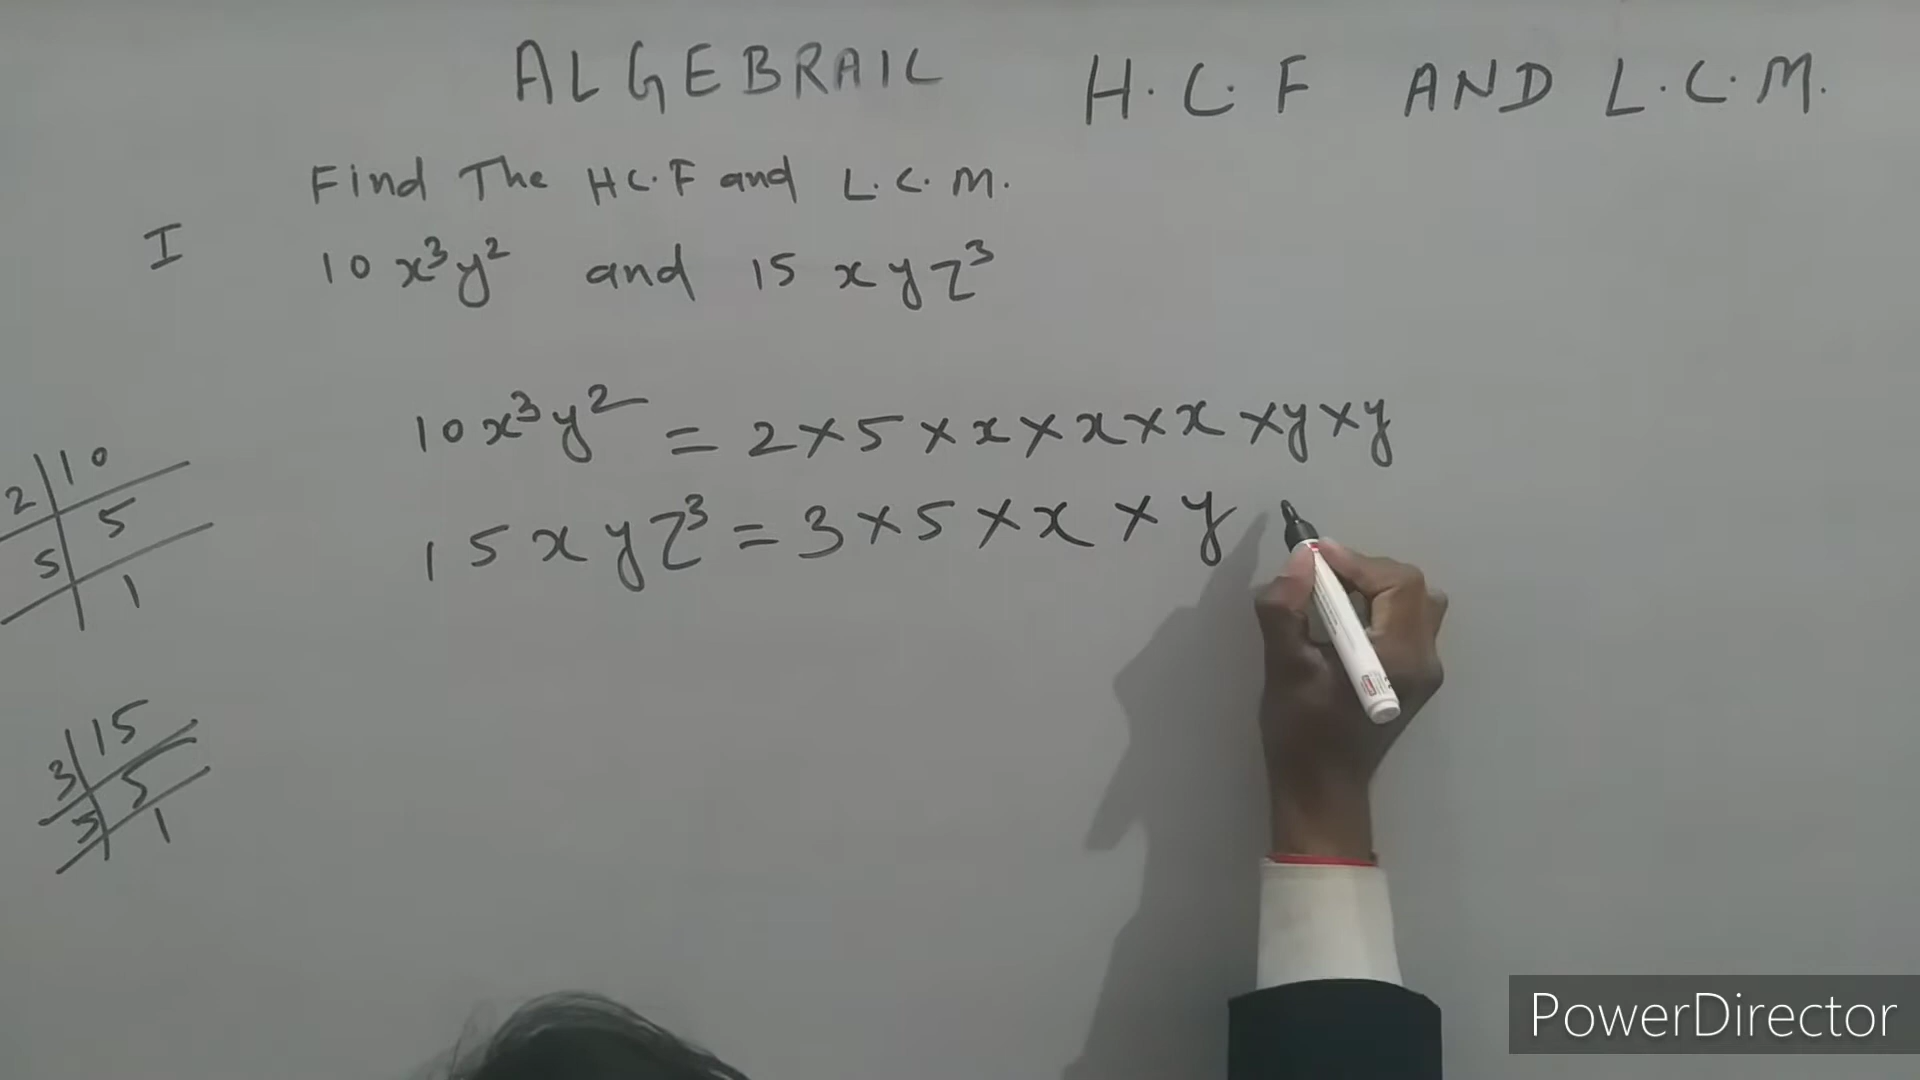 ALGEBRAIC H.C.F AND L.C.M.
Find The H.C.F and L.C.M.
I 10x³y² and 15xyz³
10x³y² = 2×5×x×x×x×y×y
15xyz³ = 3×5×x×y
2|10
5|5
1
3|15
5|5
1
PowerDirector